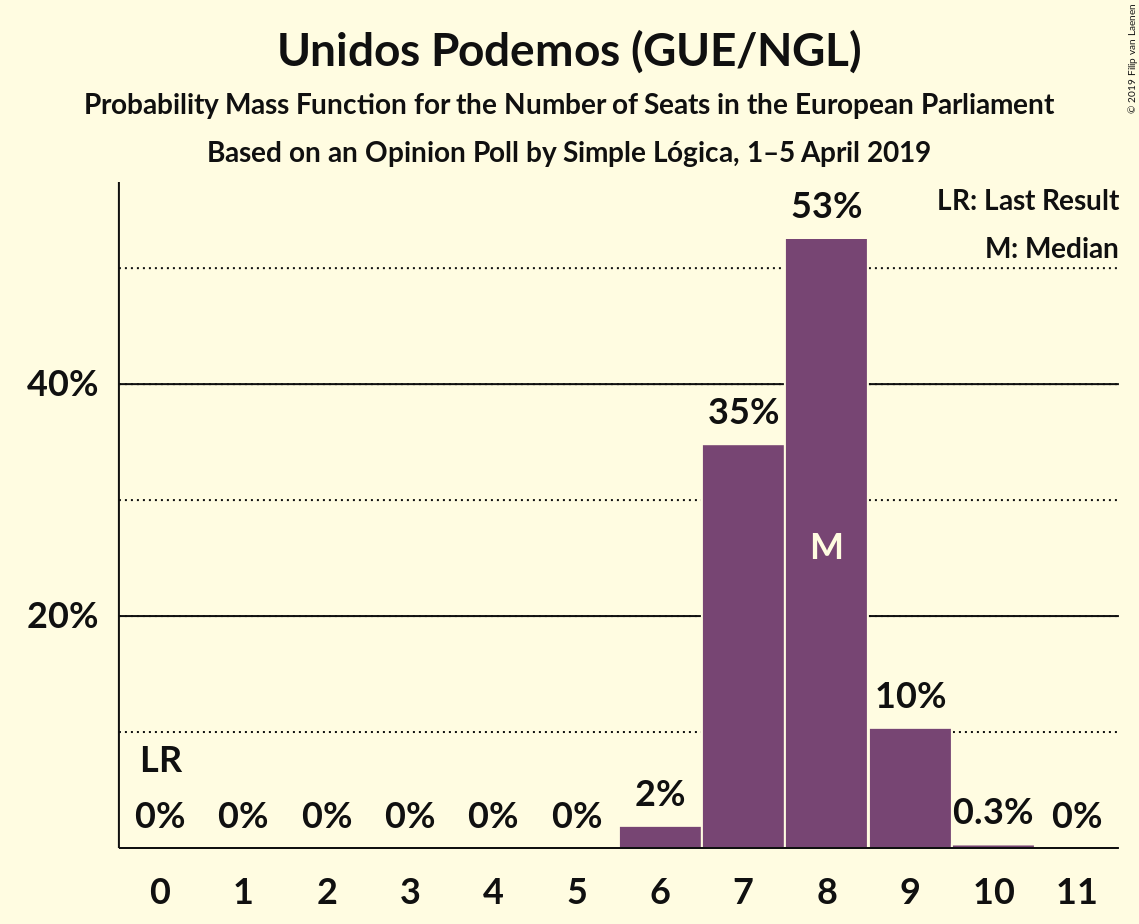 Unidos Podemos (GUE/NGL)
Probability Mass Function for the Number of Seats in the European Parliament
Based on an Opinion Poll by Simple Lógica, 1–5 April 2019
© 2019 Filip van Laenen
LR: Last Result
M: Median
53%
40%
35%
M
20%
10%
LR
2%
0% 0% 0% 0% 0% 0% 0.3% 0%
0 1 2 3 4 5 6 7 8 9 10 11